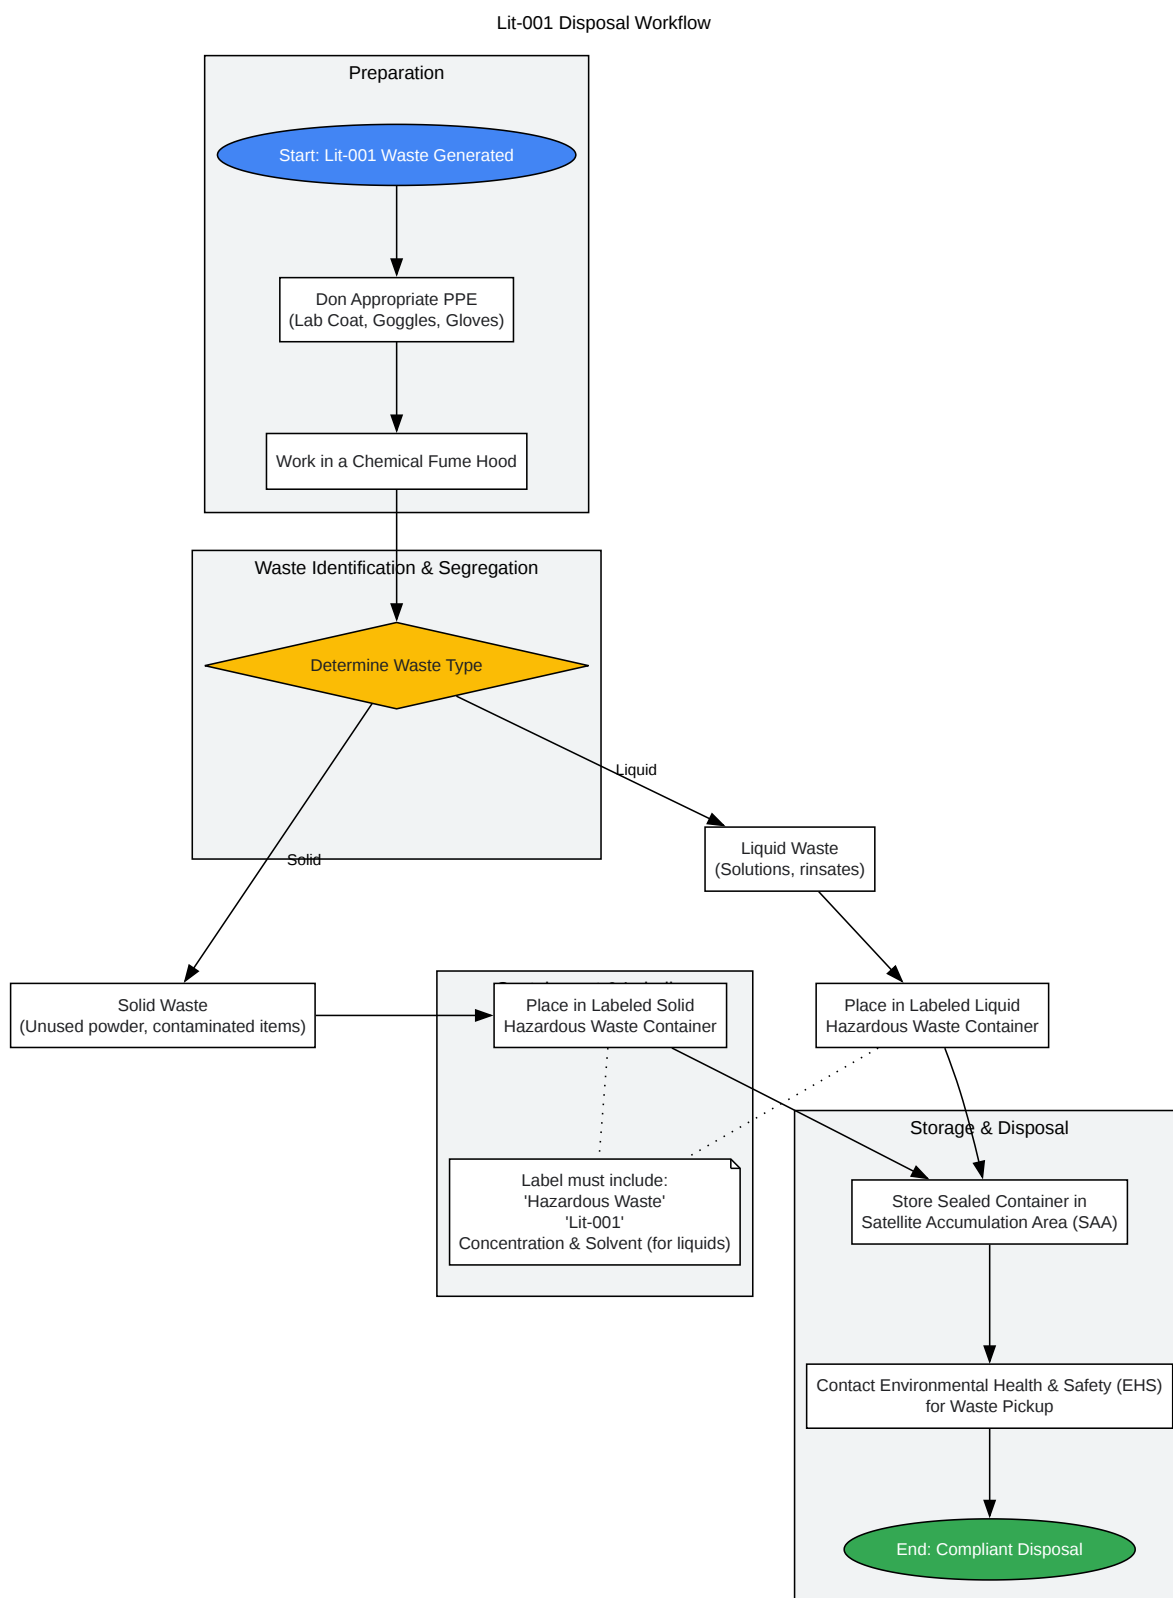 Lit-001 Disposal Workflow
Preparation
Start: Lit-001 Waste Generated
Don Appropriate PPE
(Lab Coat, Goggles, Gloves)
Work in a Chemical Fume Hood
Waste Identification & Segregation
Determine Waste Type
Liquid
Solid
Liquid Waste
(Solutions, rinsates)
Solid Waste
(Unused powder, contaminated items)
Place in Labeled Solid
Hazardous Waste Container
Place in Labeled Liquid
Hazardous Waste Container
Storage & Disposal
Label must include:
'Hazardous Waste'
'Lit-001'
Concentration & Solvent (for liquids)
Store Sealed Container in
Satellite Accumulation Area (SAA)
Contact Environmental Health & Safety (EHS)
for Waste Pickup
End: Compliant Disposal